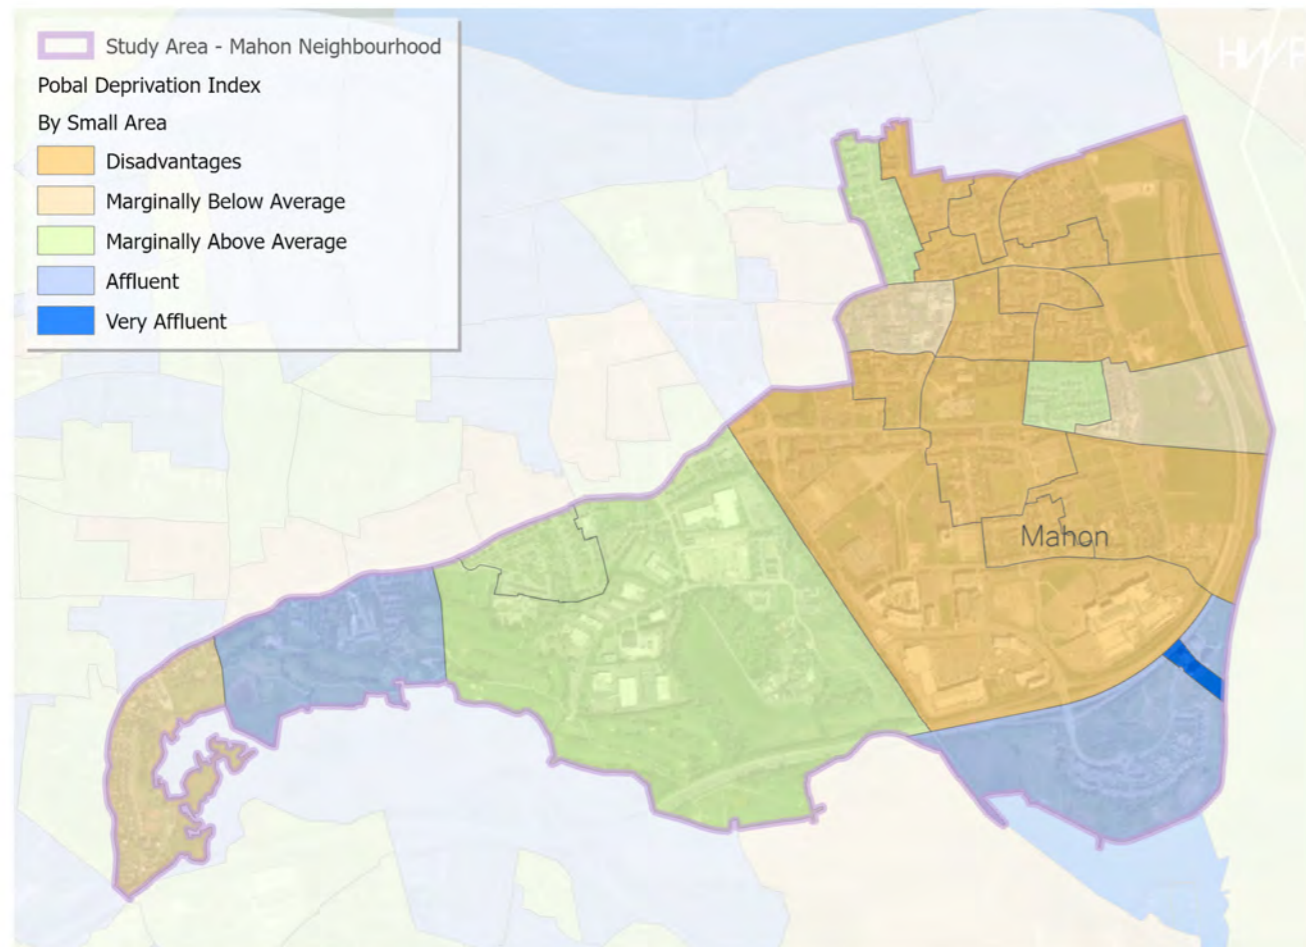 Study Area - Mahon Neighbourhood
Pobal Deprivation Index
By Small Area
Disadvantages
Marginally Below Average
Marginally Above Average
Affluent
Very Affluent
Mahon